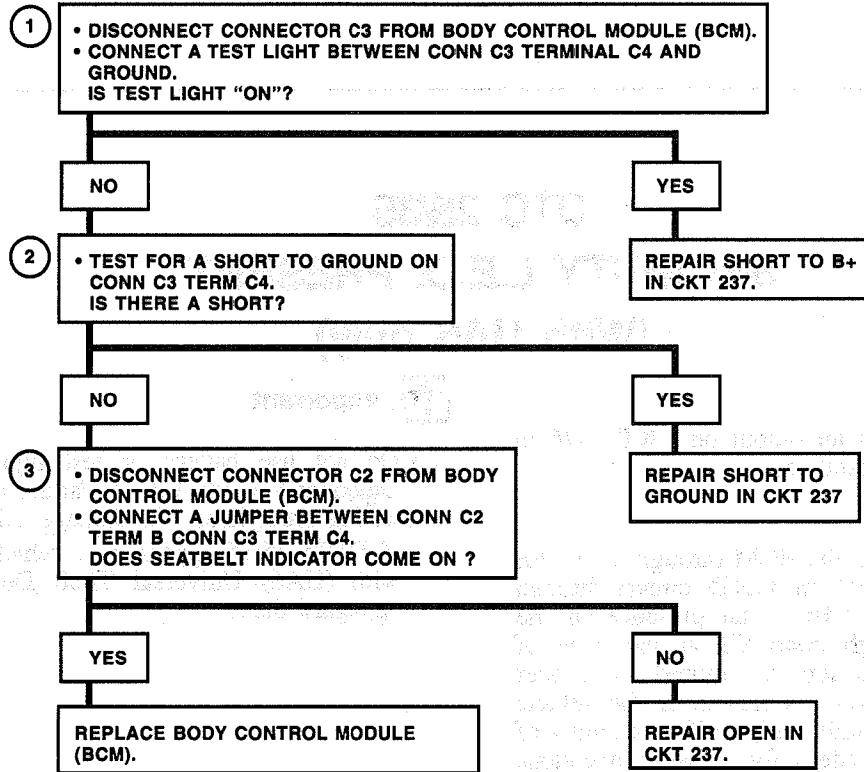 1
• DISCONNECT CONNECTOR C3 FROM BODY CONTROL MODULE (BCM).
• CONNECT A TEST LIGHT BETWEEN CONN C3 TERMINAL C4 AND
GROUND.
IS TEST LIGHT “ON”?
NO
YES
2
• TEST FOR A SHORT TO GROUND ON
CONN C3 TERM C4.
IS THERE A SHORT?
REPAIR SHORT TO B+
IN CKT 237.
NO
YES
3
• DISCONNECT CONNECTOR C2 FROM BODY
CONTROL MODULE (BCM).
• CONNECT A JUMPER BETWEEN CONN C2
TERM B CONN C3 TERM C4.
DOES SEATBELT INDICATOR COME ON ?
REPAIR SHORT TO
GROUND IN CKT 237
YES
NO
REPLACE BODY CONTROL MODULE
(BCM).
REPAIR OPEN IN
CKT 237.